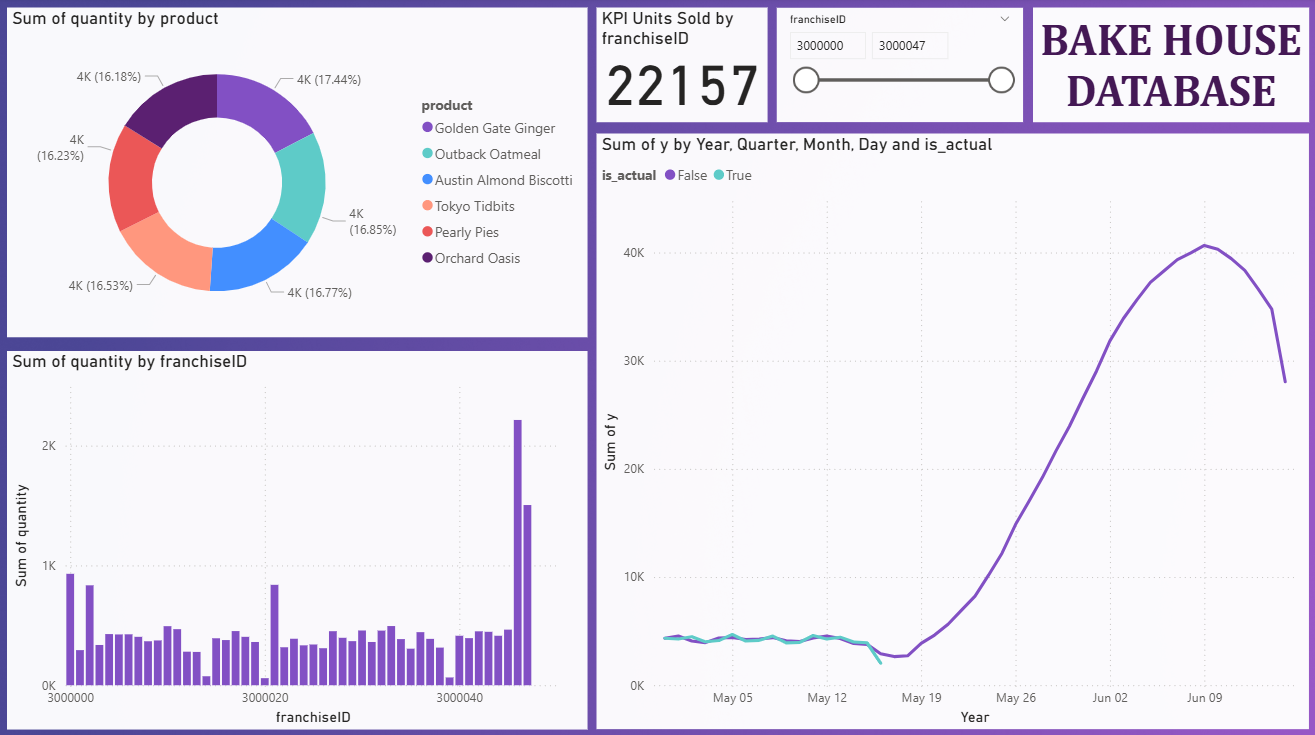 Sum of quantity by product
4K (16.18%)
4K (17.44%)
4K
(16.23%)
4K
(16.85%)
4K (16.53%)
4K (16.77%)
product
Golden Gate Ginger
Outback Oatmeal
Austin Almond Biscotti
Tokyo Tidbits
Pearly Pies
Orchard Oasis
KPI Units Sold by
franchiseID
22157
franchiseID
3000000
3000047
BAKE HOUSE
DATABASE
Sum of quantity by franchiseID
Sum of quantity
2K
1K
0K
3000000
3000020
3000040
franchiseID
Sum of y by Year, Quarter, Month, Day and is_actual
is_actual False True
Sum of y
40K
30K
20K
10K
0K
May 05
May 12
May 19
May 26
Jun 02
Jun 09
Year